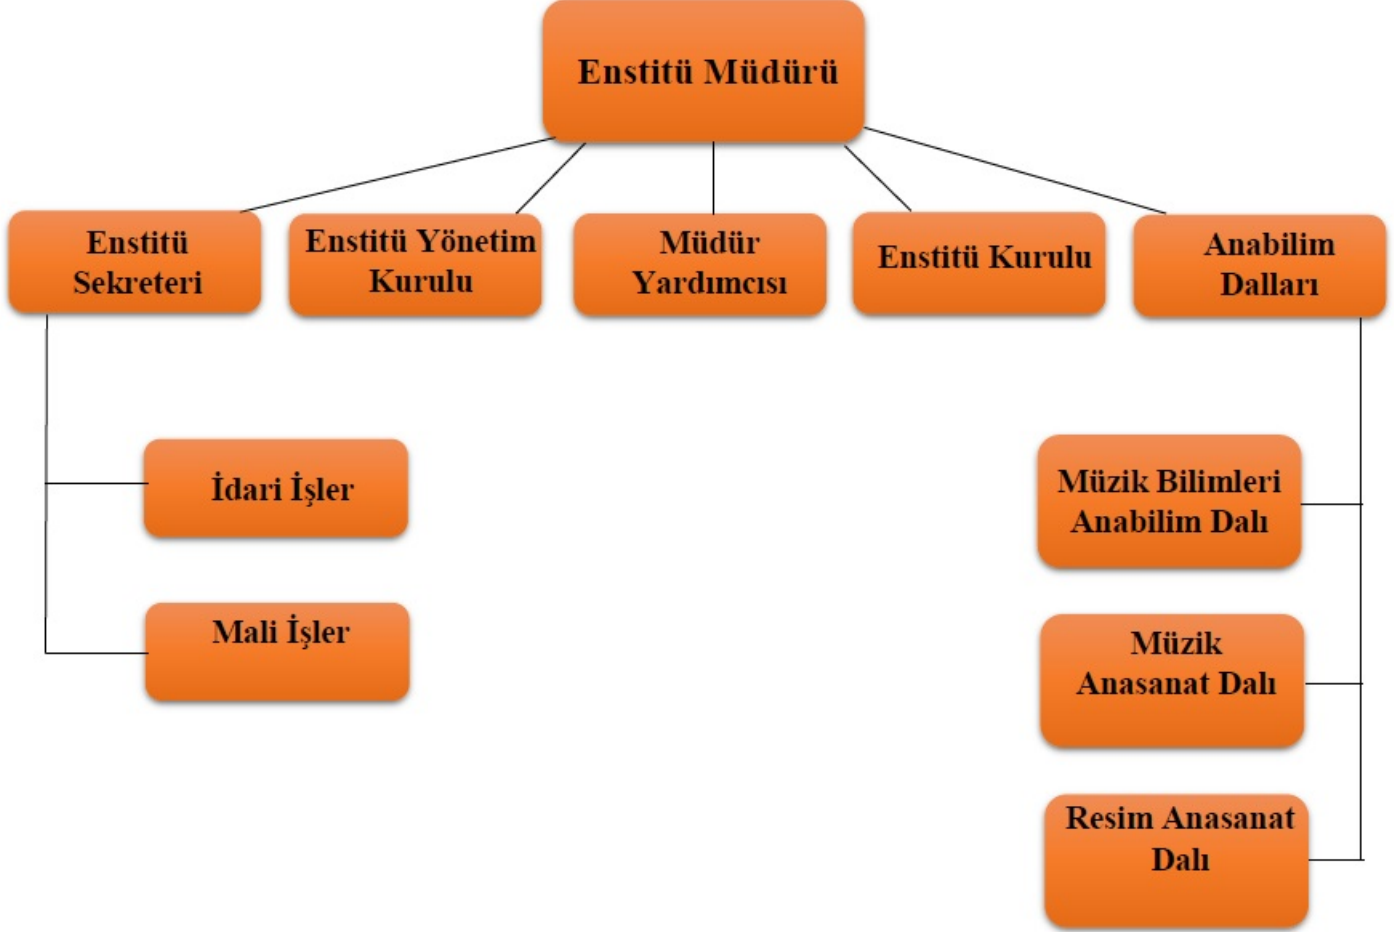 Enstitü Müdürü
Enstitü
Sekreteri
Enstitü Yönetim
Kurulu
Müdür
Yardımcısı
Enstitü Kurulu
Anabilim
Dalları
İdari İşler
Mali İşler
Müzik Bilimleri
Anabilim Dalı
Müzik
Anasanat Dalı
Resim Anasanat
Dalı